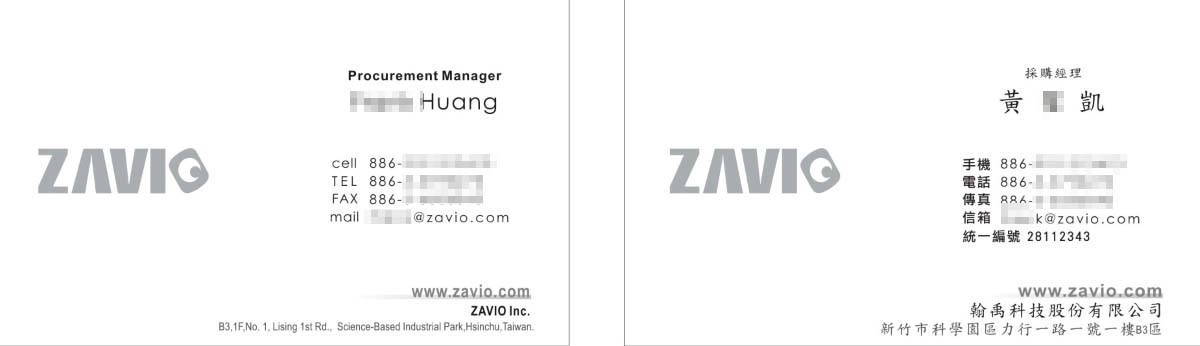 Procurement Manager
Huang
ZAVIO
cell 886-
TEL 886-
FAX 886-
mail @zavio.com
www.zavio.com
ZAVIO Inc.
B3,1F,No. 1, Lising 1st Rd., Science-Based Industrial Park,Hsinchu,Taiwan.
採購經理
黃 凱
ZAVIO
手機 886-
電話 886-
傳真 886-
信箱 k@zavio.com
統一編號 28112343
www.zavio.com
翰禹科技股份有限公司
新竹市科學園區力行一路一號一樓B3區